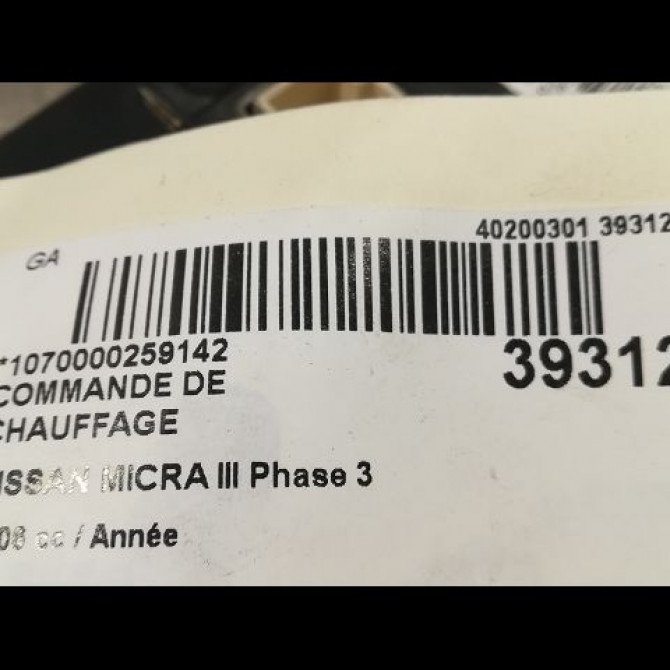 40200301 39312
GA
*1070000259142
39312
COMMANDE DE
CHAUFFAGE
ISSAN MICRA III Phase 3
08 cc / Année